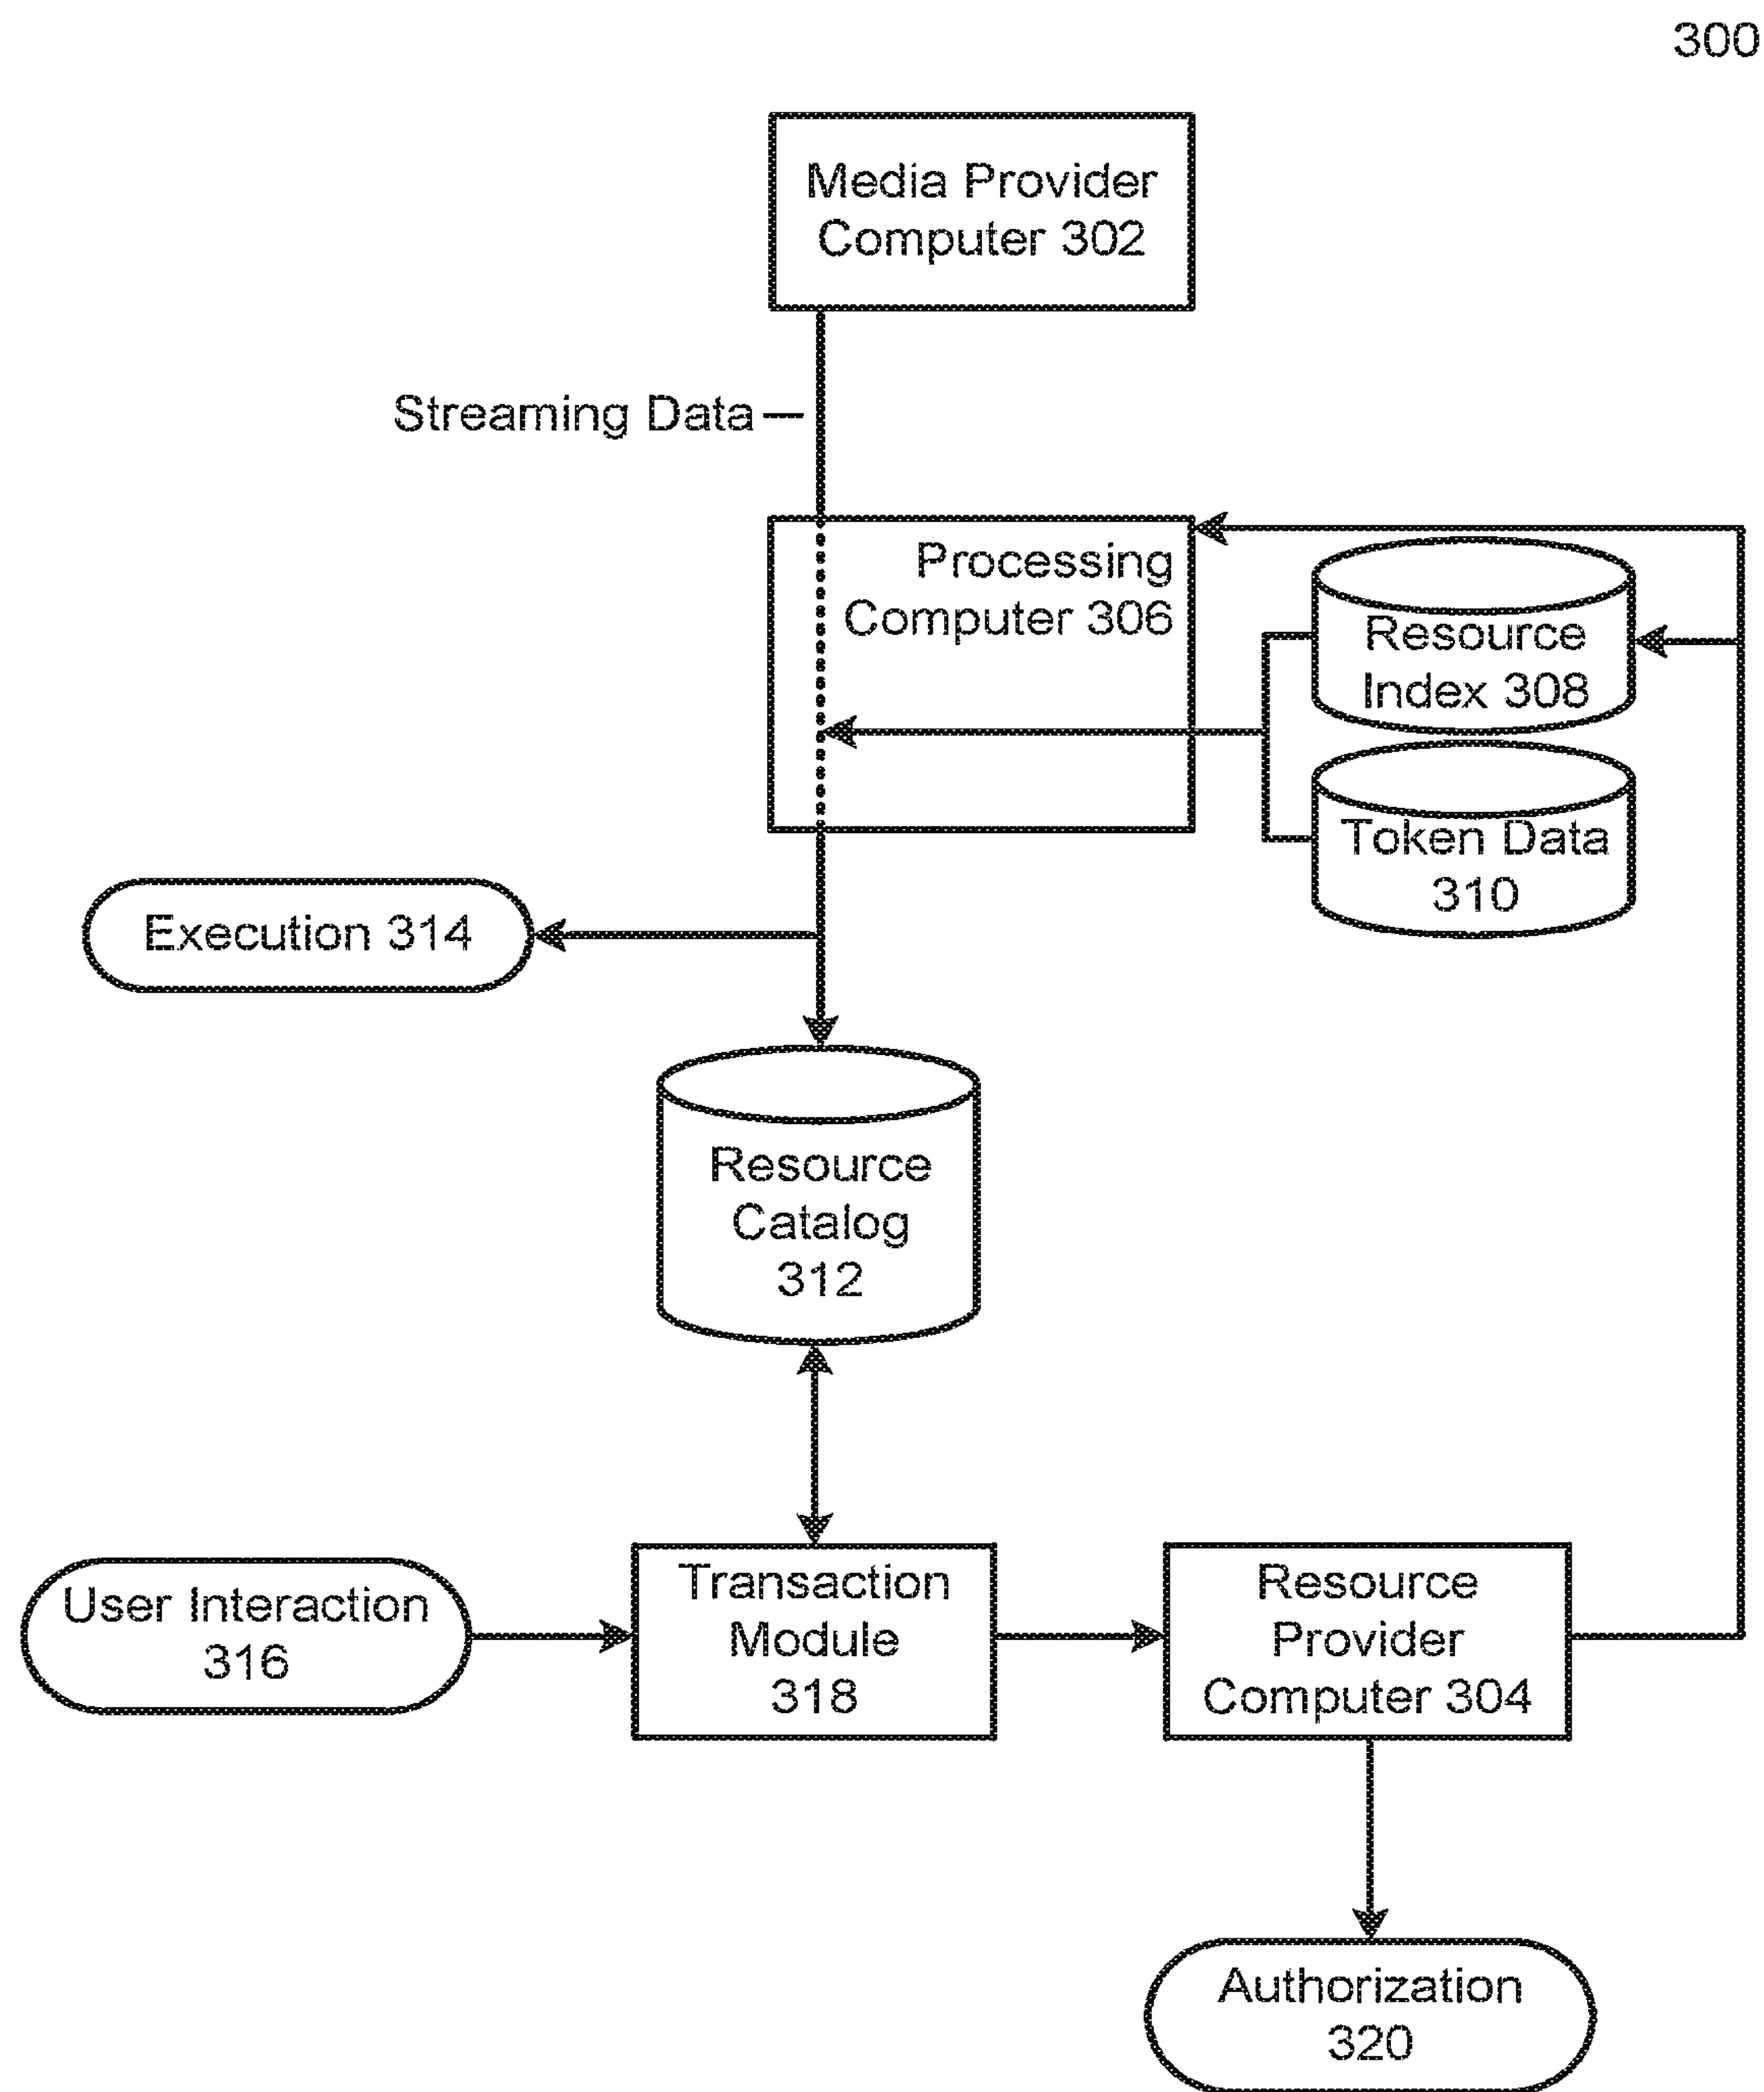 300
Media Provider
Computer 302
Streaming Data
Processing
Computer 306
Resource
Index 308
Token Data
310
Execution 314
Resource
Catalog
312
User Interaction
316
Transaction
Module
318
Resource
Provider
Computer 304
Authorization
320